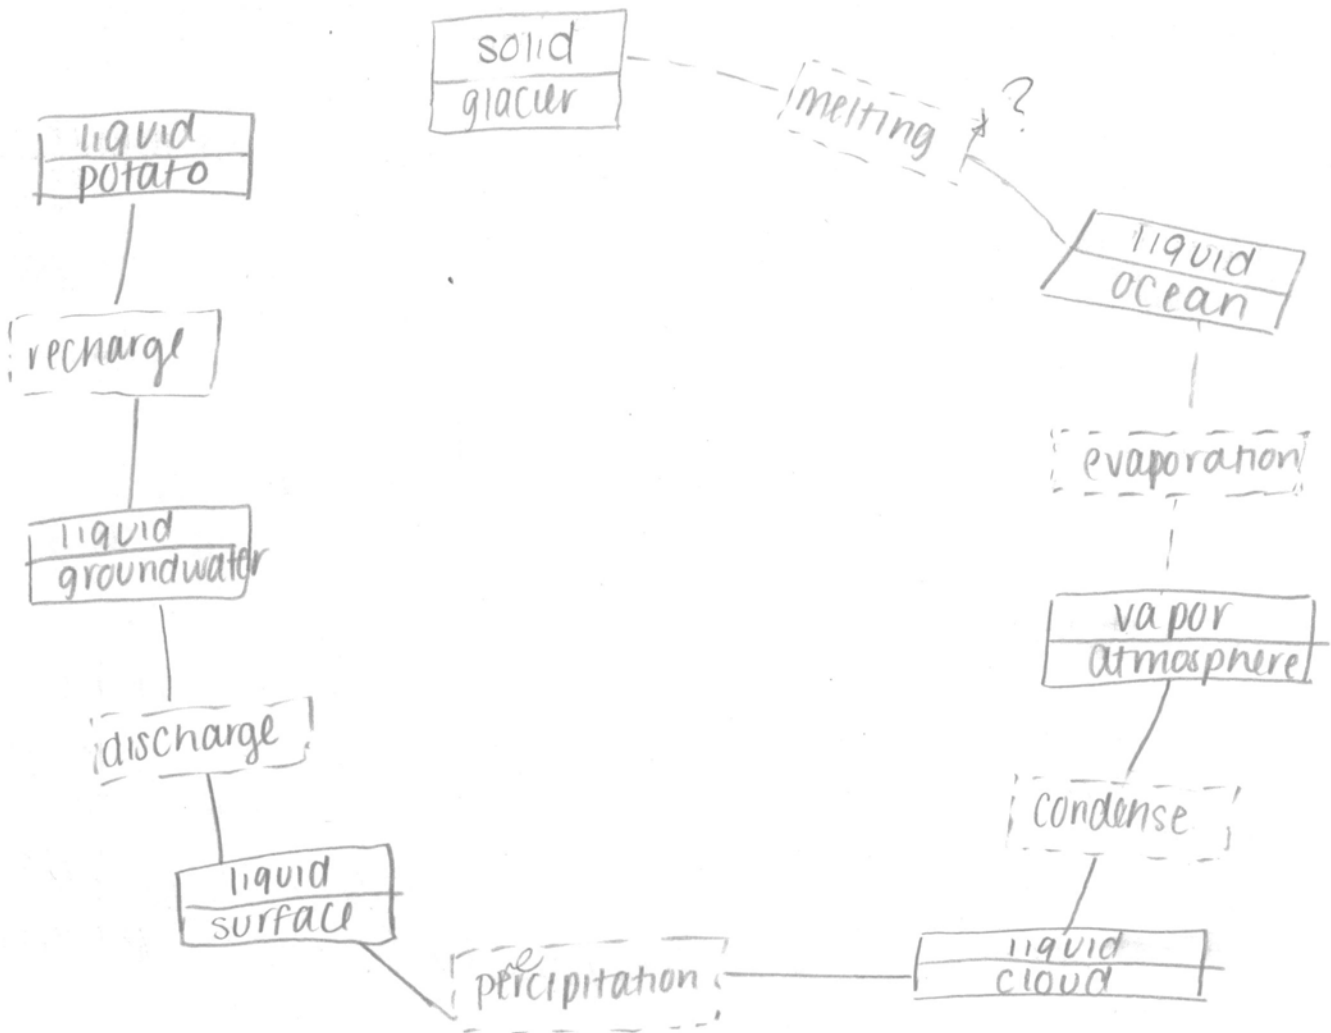 solid
glacier
melting
?
liquid
ocean
evaporation
vapor
atmosphere
condense
liquid
cloud
percipitation
re
liquid
surface
discharge
liquid
groundwater
recharge
liquid
potato